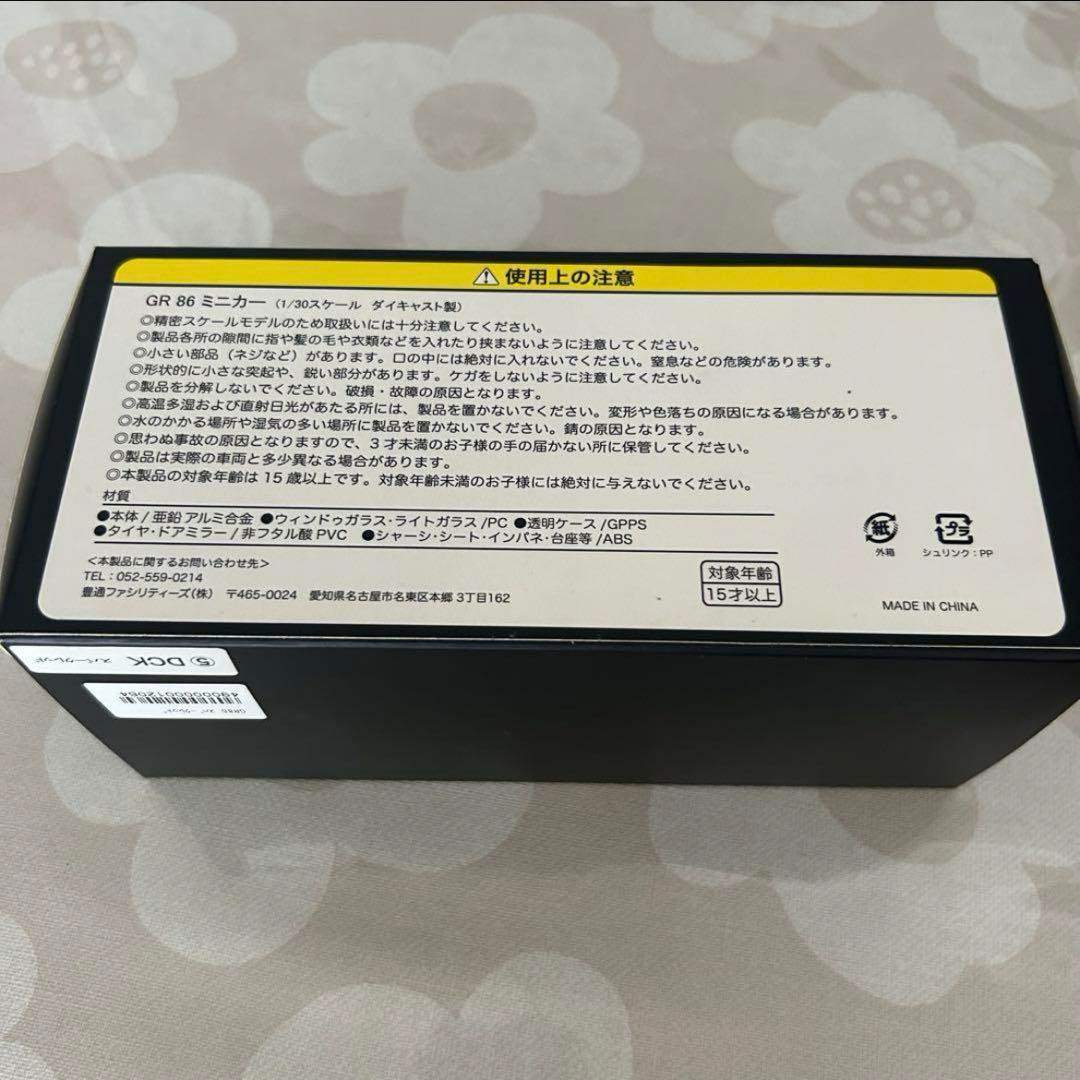 ⚠ 使用上の注意
GR 86 ミニカー（1/30スケール ダイキャスト製）
◎精密スケールモデルのため取扱いには十分注意してください。
◎製品各所の隙間に指や髪の毛や衣類などを入れたり挟まないように注意してください。
◎小さい部品（ネジなど）があります。口の中には絶対に入れないでください。窒息などの危険があります。
◎形状的に小さな突起や、鋭い部分があります。ケガをしないように注意してください。
◎製品を分解しないでください。破損・故障の原因となります。
◎高温多湿および直射日光があたる所には、製品を置かないでください。変形や色落ちの原因になる場合があります。
◎水のかかる場所や湿気の多い場所に製品を置かないでください。錆の原因となります。
◎思わぬ事故の原因となりますので、3才未満のお子様の手の届かない所に保管してください。
◎製品は実際の車両と多少異なる場合があります。
◎本製品の対象年齢は15歳以上です。対象年齢未満のお子様には絶対に与えないでください。
材質
●本体/亜鉛 アルミ合金 ●ウィンドゥガラス・ライトガラス/PC ●透明ケース/GPPS
●タイヤ・ドアミラー/非フタル酸PVC ●シャーシ・シート・インパネ・台座等/ABS
＜本製品に関するお問い合わせ先＞
TEL：052-559-0214
豊通ファシリティーズ（株） 〒465-0024 愛知県名古屋市名東区本郷3丁目162
対象年齢
15才以上
紙
外箱
プラ
シュリンク：PP
MADE IN CHINA
⑤ DCK スパークレッド
GR86 スパークレッド
4900000012064